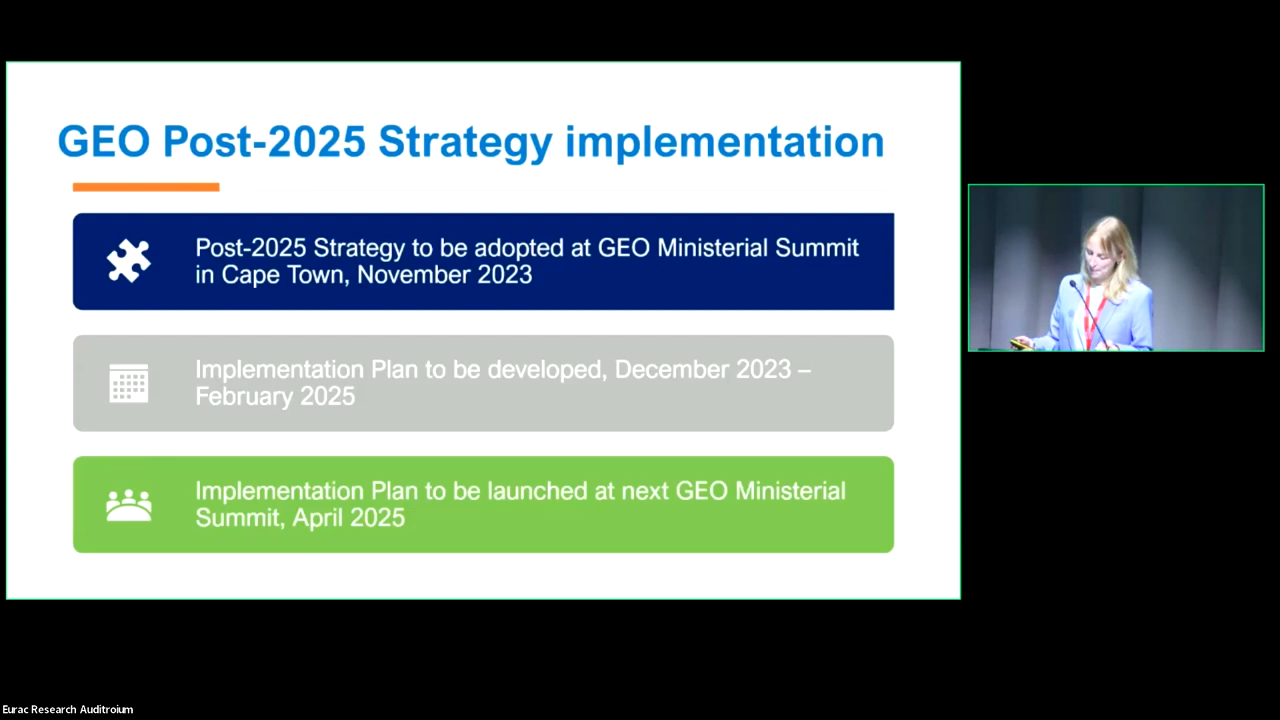 GEO Post-2025 Strategy implementation
Post-2025 Strategy to be adopted at GEO Ministerial Summit
in Cape Town, November 2023
Implementation Plan to be developed, December 2023 –
February 2025
Implementation Plan to be launched at next GEO Ministerial
Summit, April 2025
Eurac Research Auditroium